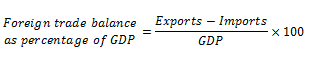 Foreign trade balance
as percentage of GDP = Exports − Imports / GDP × 100